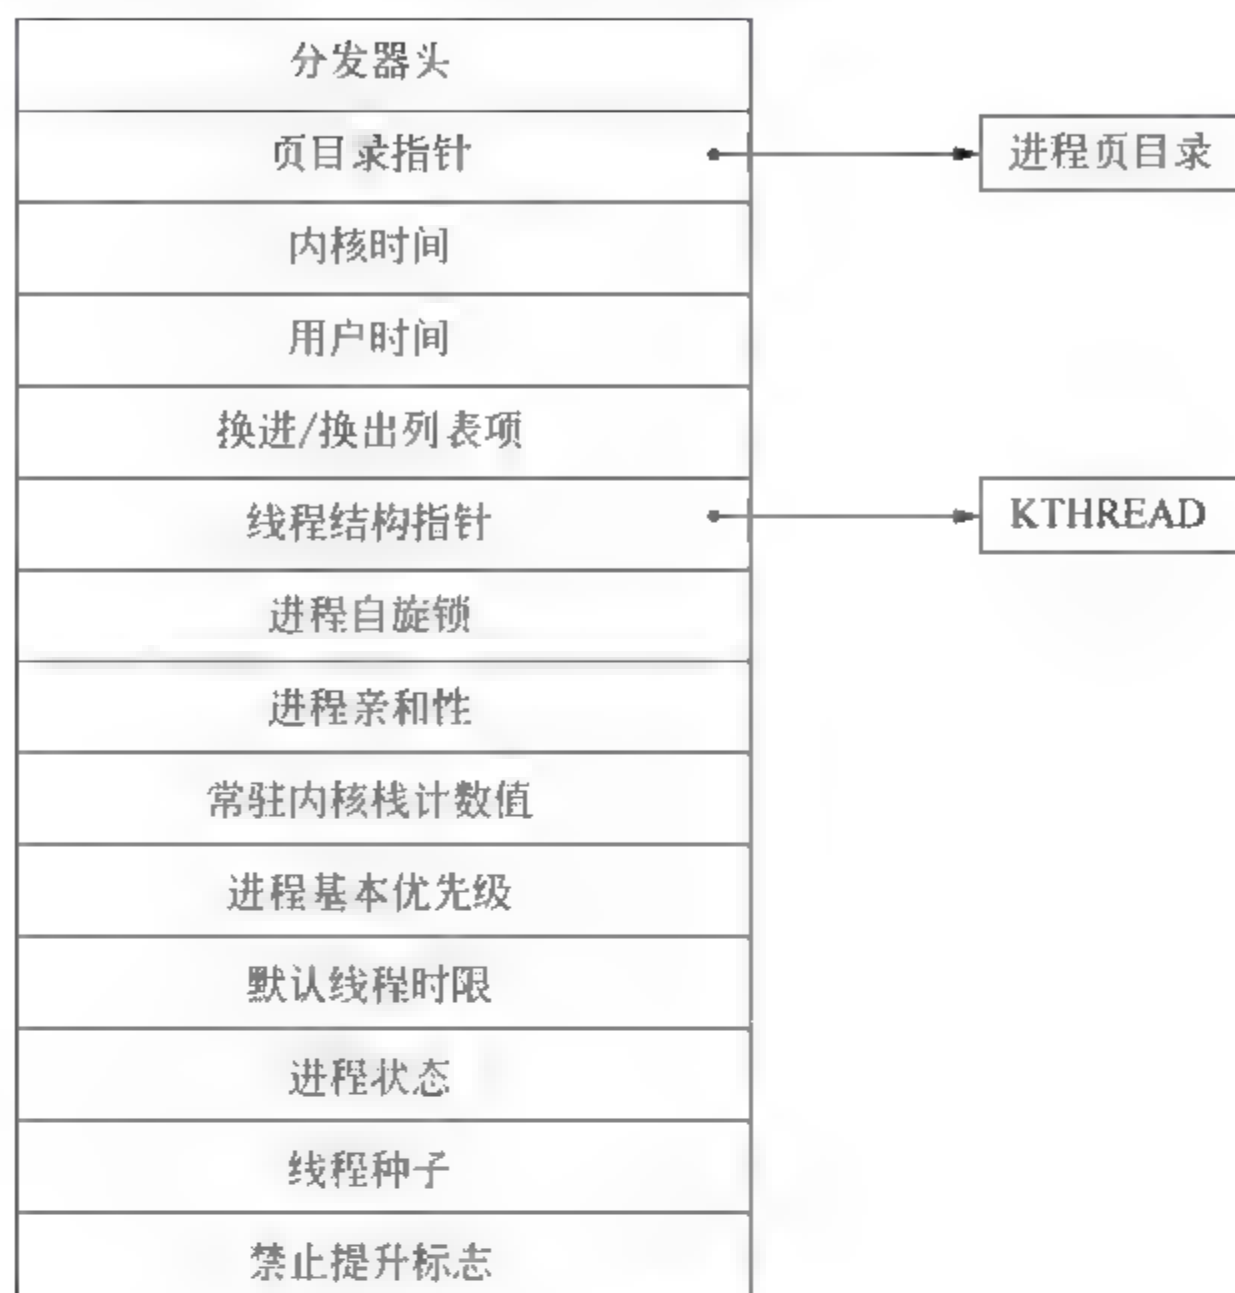 分发器头
页目录指针
进程页目录
内核时间
用户时间
换进/换出列表项
线程结构指针
KTHREAD
进程自旋锁
进程亲和性
常驻内核栈计数值
进程基本优先级
默认线程时限
进程状态
线程种子
禁止提升标志